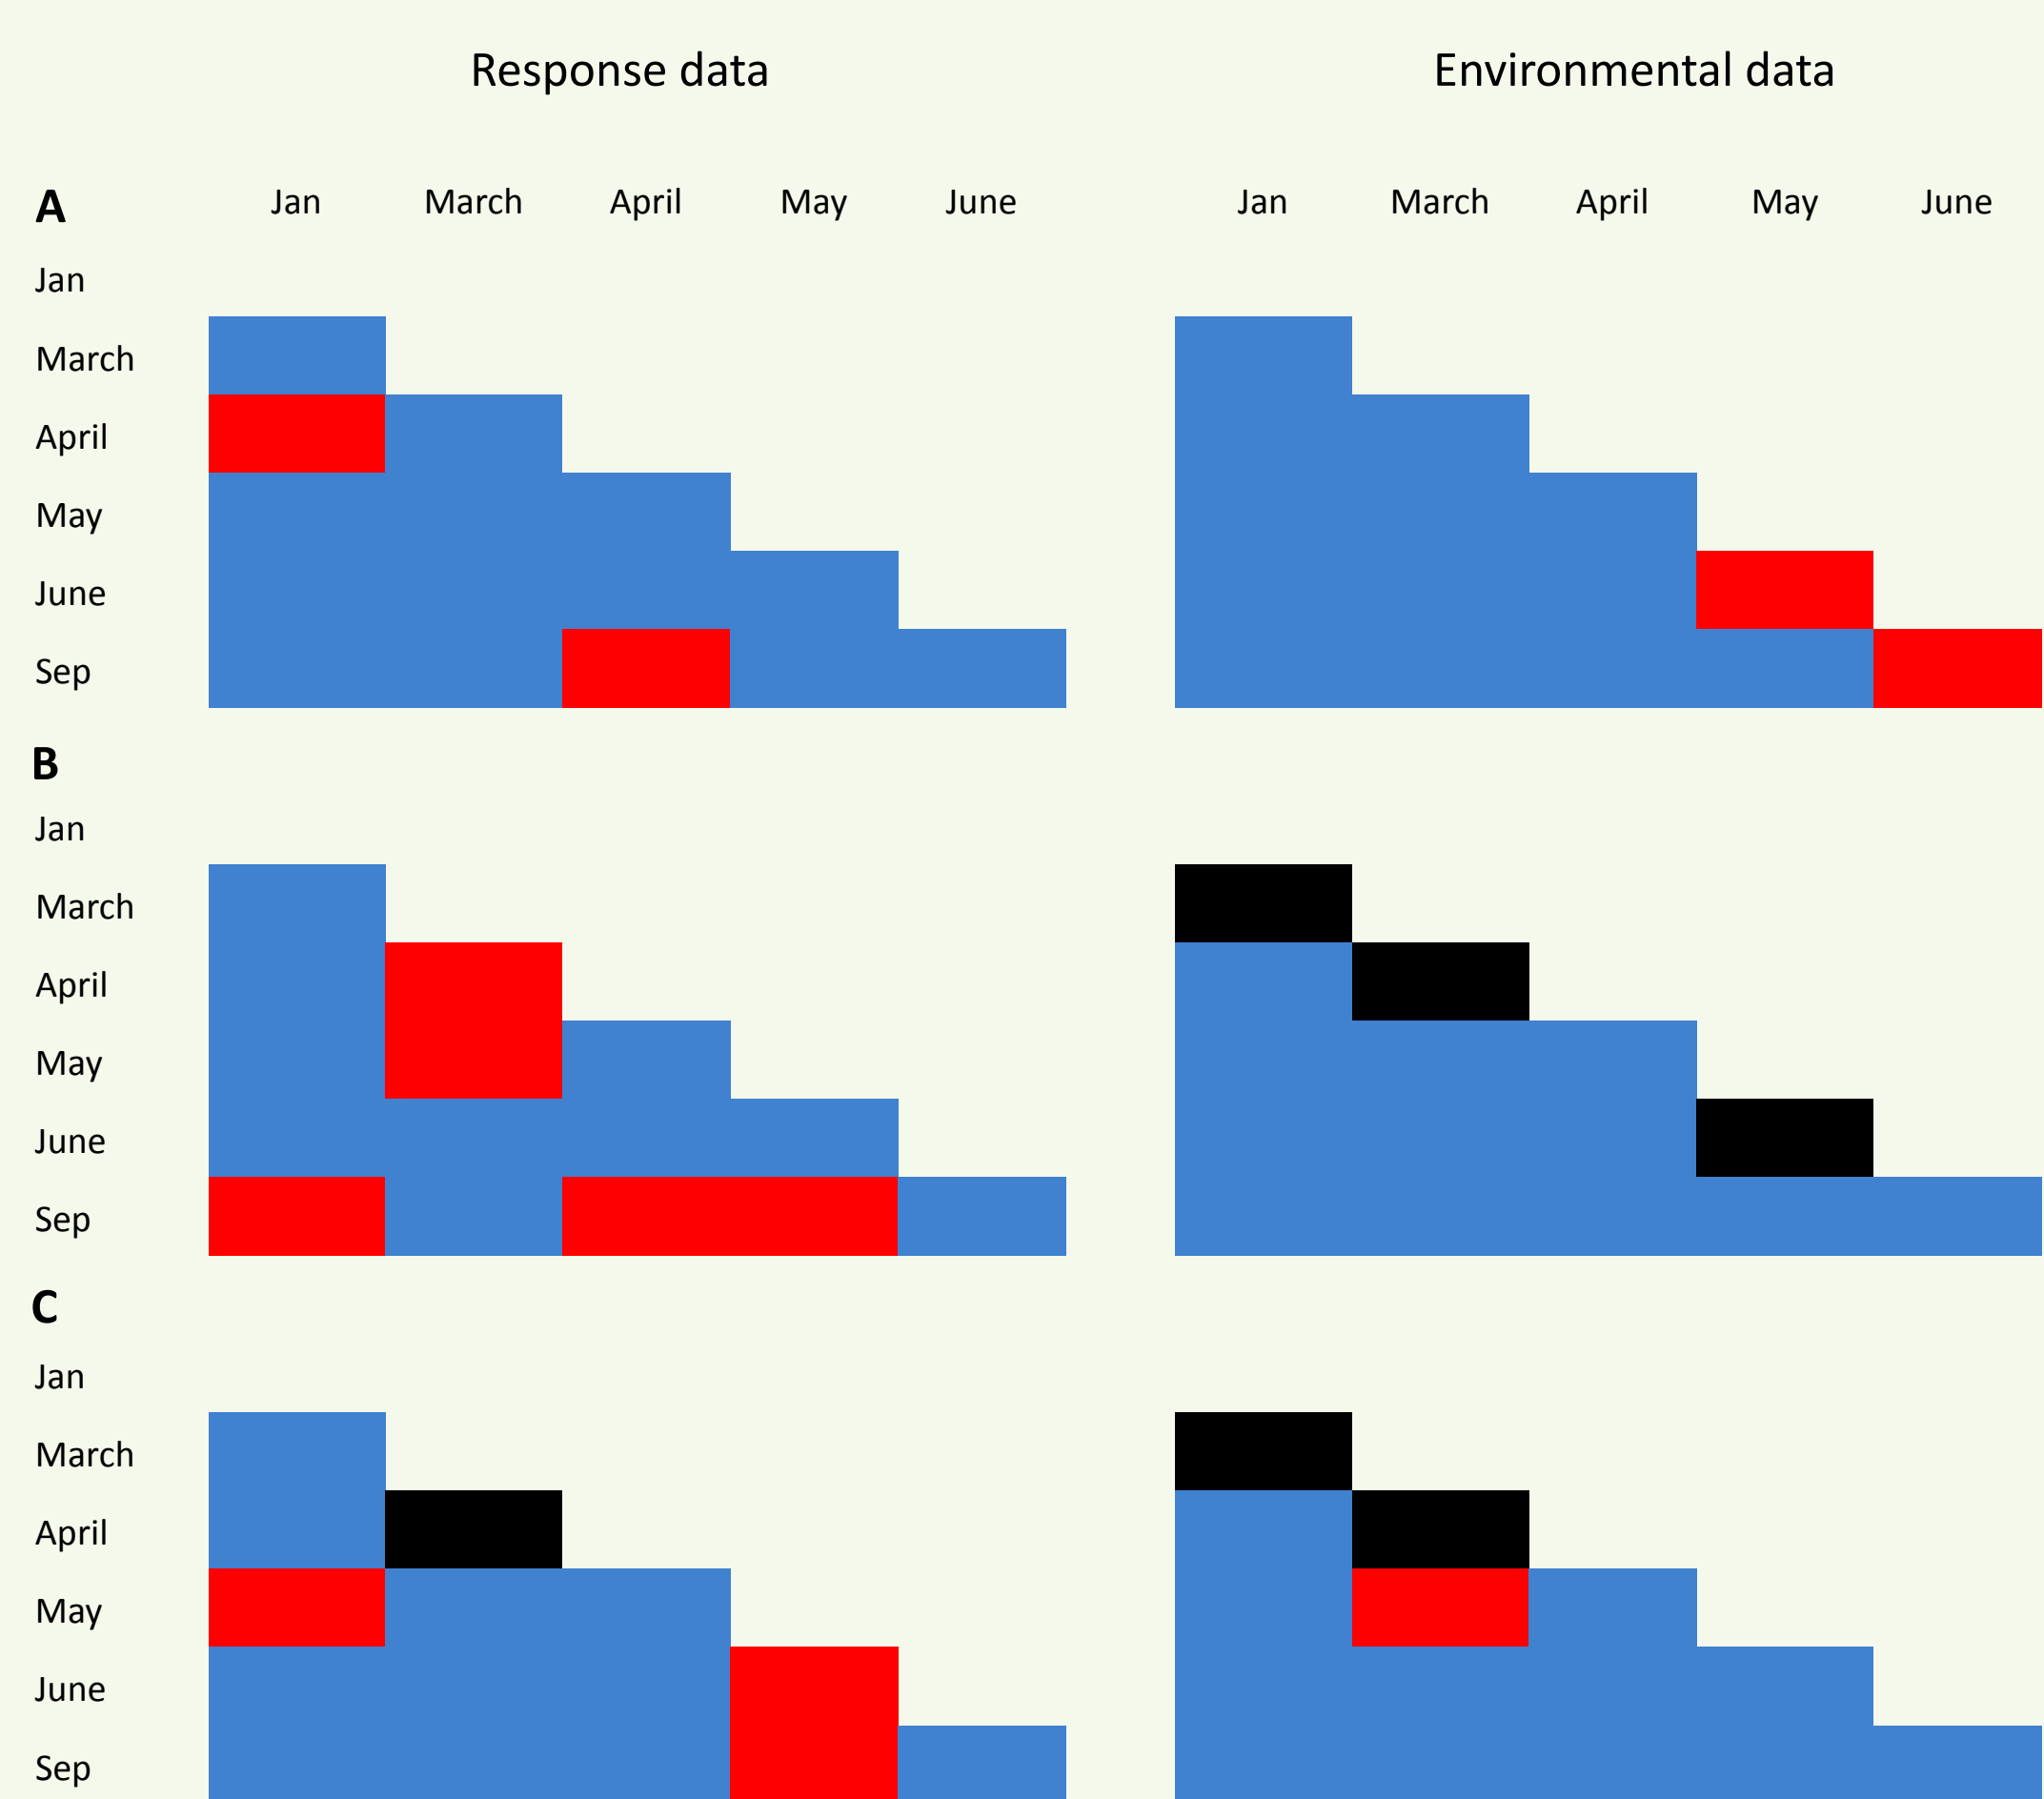 Response data Environmental data
A Jan March April May June Jan March April May June
Jan
March
April
May
June
Sep
B
Jan
March
April
May
June
Sep
C
Jan
March
April
May
June
Sep